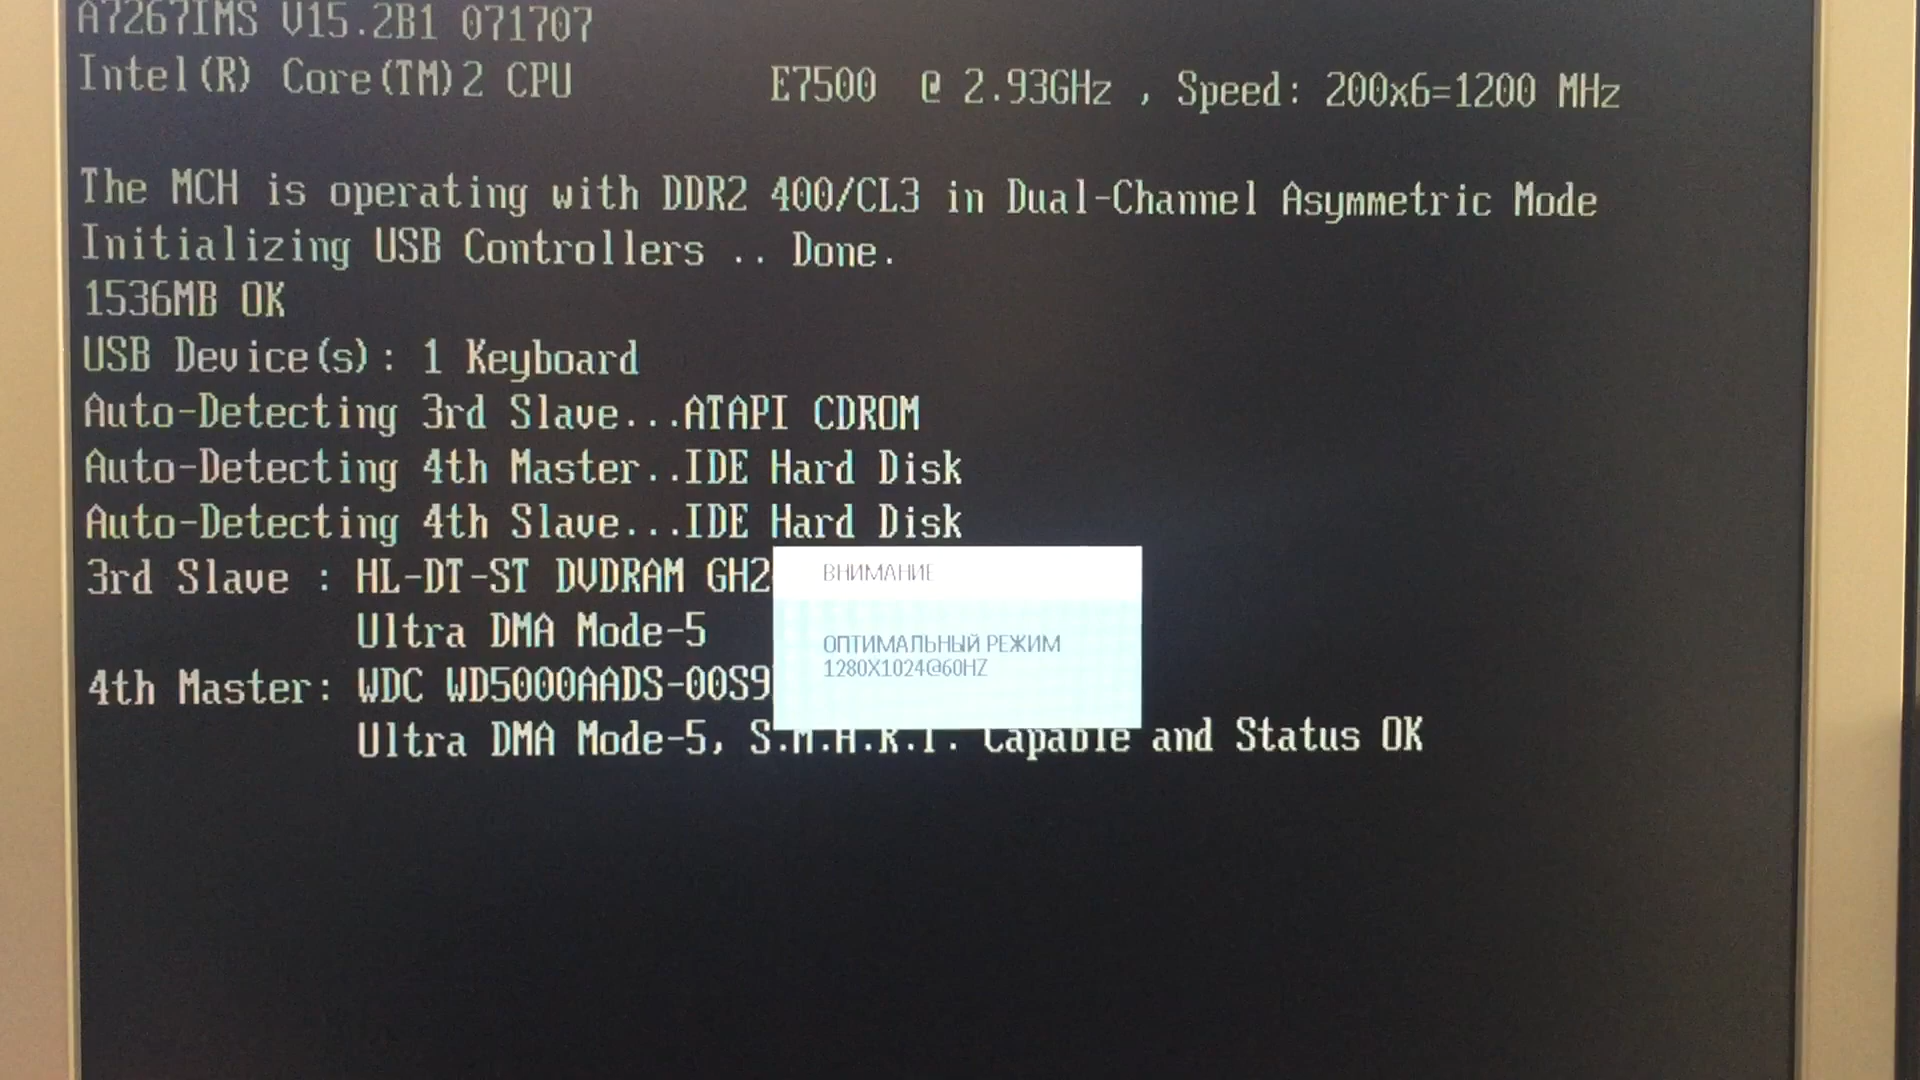 A7267IMS V15.2B1 071707
Intel(R) Core(TM)2 CPU E7500 @ 2.93GHz , Speed: 200x6=1200 MHz
The MCH is operating with DDR2 400/CL3 in Dual-Channel Asymmetric Mode
Initializing USB Controllers .. Done.
1536MB OK
USB Device(s): 1 Keyboard
Auto-Detecting 3rd Slave...ATAPI CDROM
Auto-Detecting 4th Master..IDE Hard Disk
Auto-Detecting 4th Slave...IDE Hard Disk
3rd Slave : HL-DT-ST DVDRAM GH2
Ultra DMA Mode-5
4th Master: WDC WD5000AADS-00S9
Ultra DMA Mode-5, S.M.A.R.T. Capable and Status OK
ВНИМАНИЕ
ОПТИМАЛЬНЫЙ РЕЖИМ
1280X1024@60HZ